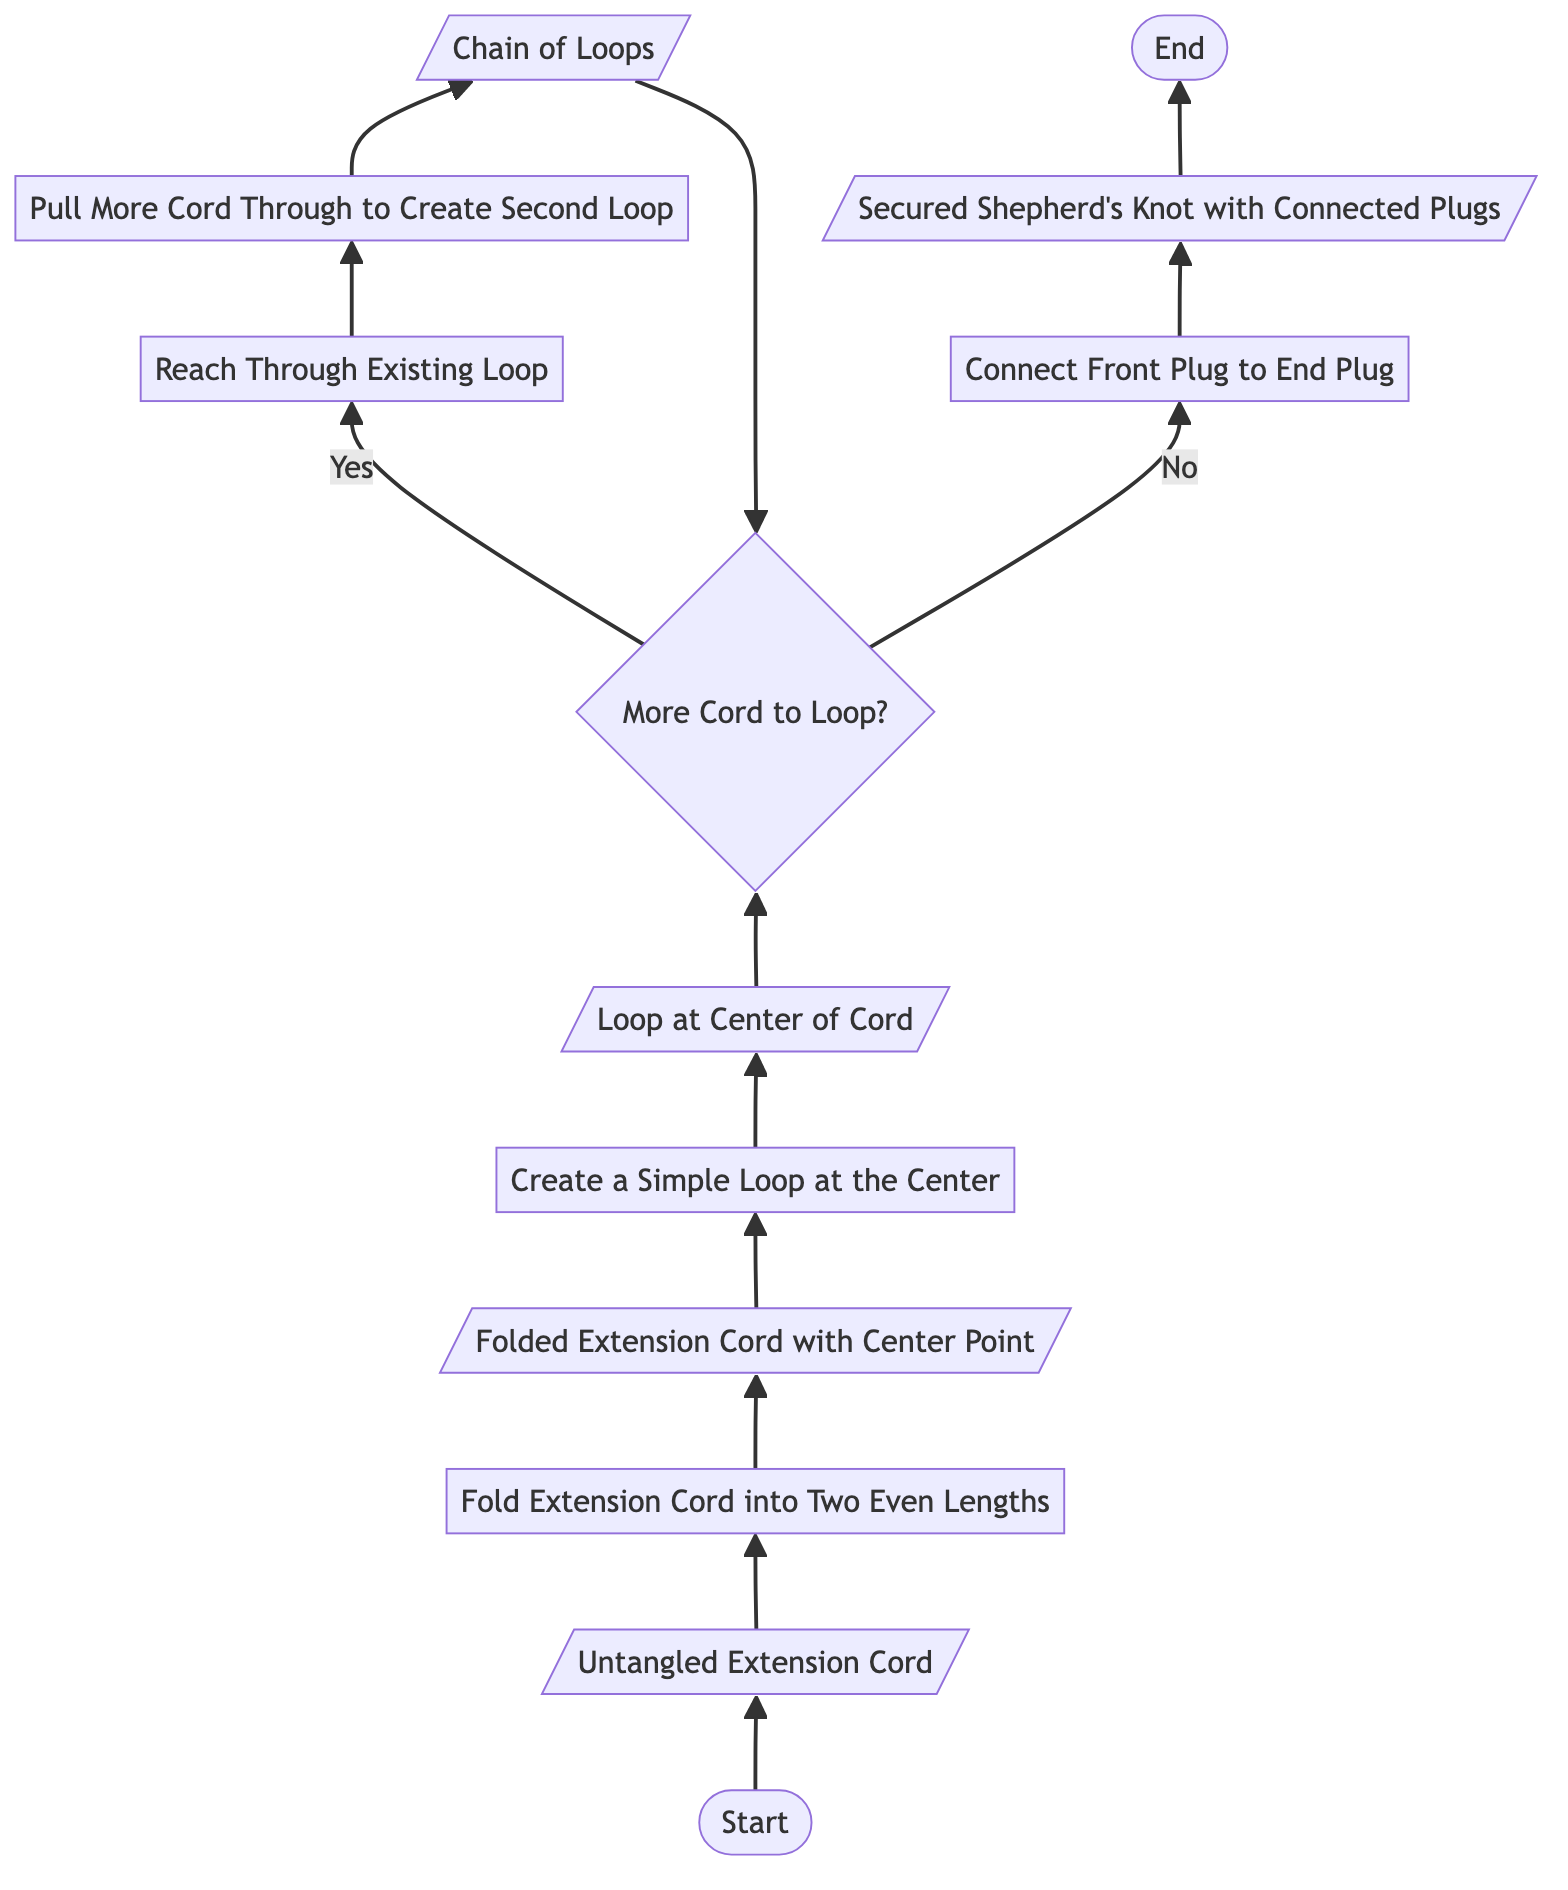 Chain of Loops
End
Pull More Cord Through to Create Second Loop
Secured Shepherd's Knot with Connected Plugs
Reach Through Existing Loop
Connect Front Plug to End Plug
Yes
No
More Cord to Loop?
Loop at Center of Cord
Create a Simple Loop at the Center
Folded Extension Cord with Center Point
Fold Extension Cord into Two Even Lengths
Untangled Extension Cord
Start